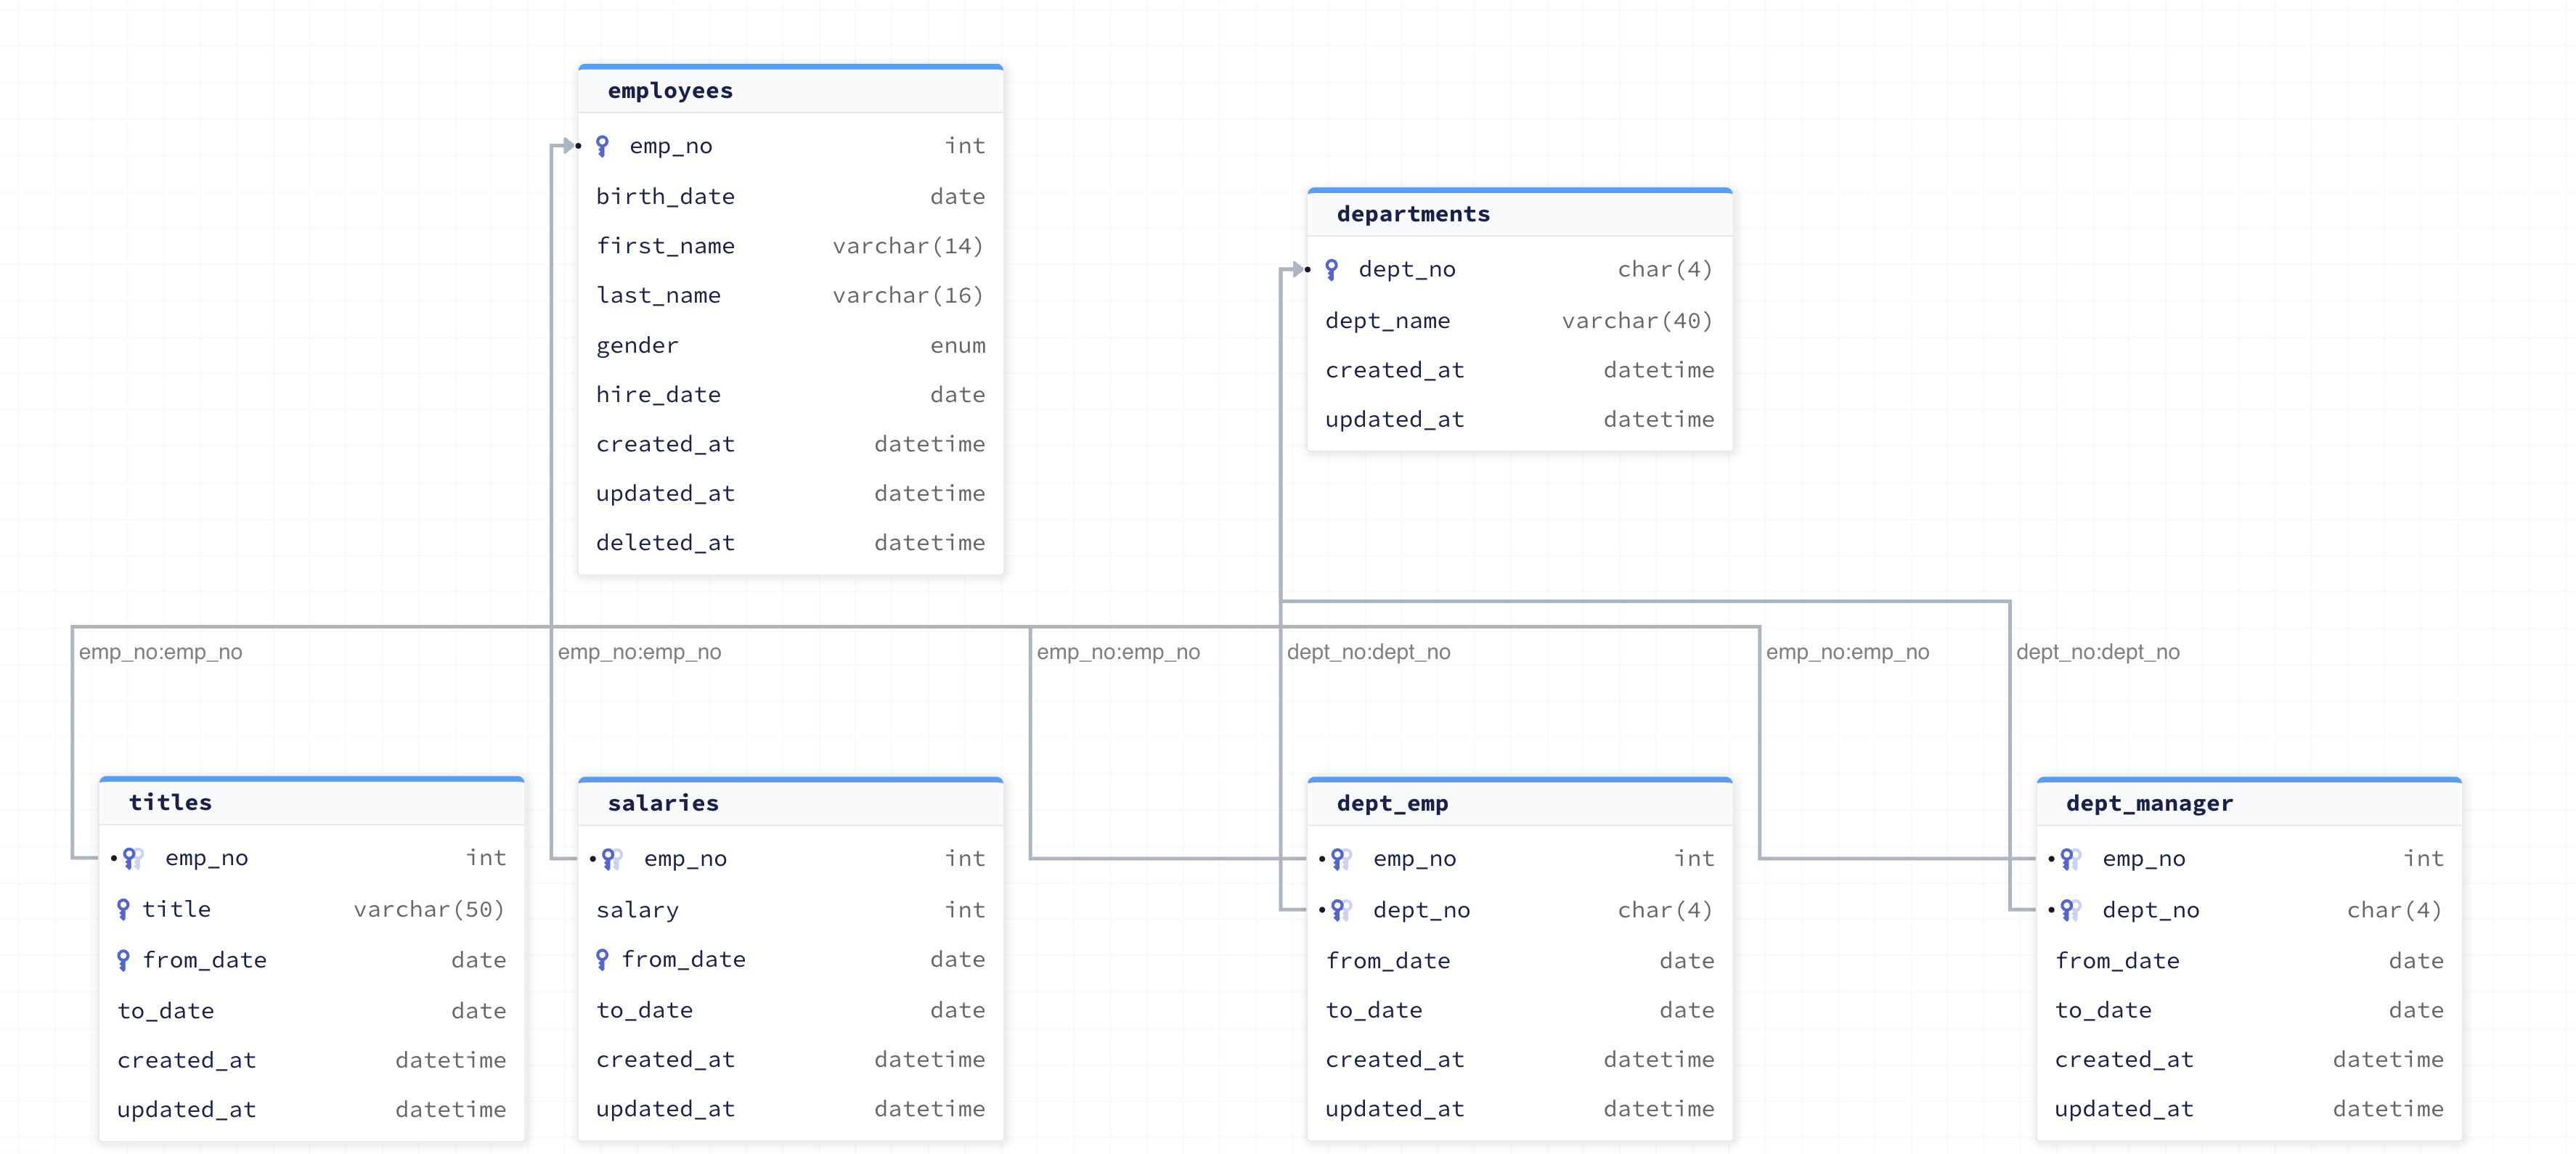 employees
emp_no int
birth_date date
first_name varchar(14)
last_name varchar(16)
gender enum
hire_date date
created_at datetime
updated_at datetime
deleted_at datetime
departments
dept_no char(4)
dept_name varchar(40)
created_at datetime
updated_at datetime
emp_no:emp_no
emp_no:emp_no
emp_no:emp_no
dept_no:dept_no
emp_no:emp_no
dept_no:dept_no
titles
emp_no int
title varchar(50)
from_date date
to_date date
created_at datetime
updated_at datetime
salaries
emp_no int
salary int
from_date date
to_date date
created_at datetime
updated_at datetime
dept_emp
emp_no int
dept_no char(4)
from_date date
to_date date
created_at datetime
updated_at datetime
dept_manager
emp_no int
dept_no char(4)
from_date date
to_date date
created_at datetime
updated_at datetime